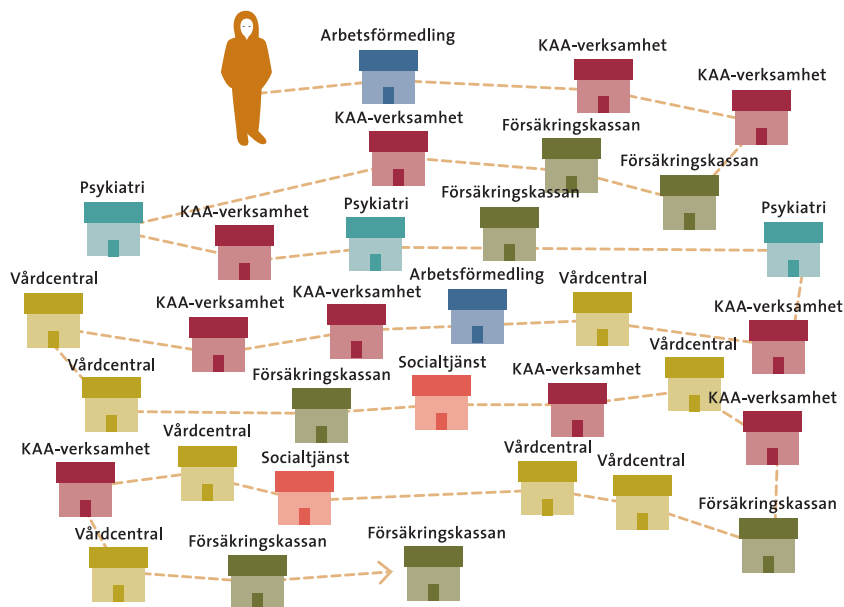 Arbetsförmedling
KAA-verksamhet
KAA-verksamhet
KAA-verksamhet
Försäkringskassan
Försäkringskassan
Psykiatri
KAA-verksamhet
Psykiatri
Försäkringskassan
Psykiatri
Vårdcentral
KAA-verksamhet
KAA-verksamhet
Arbetsförmedling
Vårdcentral
KAA-verksamhet
Vårdcentral
Försäkringskassan
Socialtjänst
KAA-verksamhet
Vårdcentral
KAA-verksamhet
KAA-verksamhet
Vårdcentral
Socialtjänst
Vårdcentral
Vårdcentral
Försäkringskassan
Vårdcentral
Försäkringskassan
Försäkringskassan